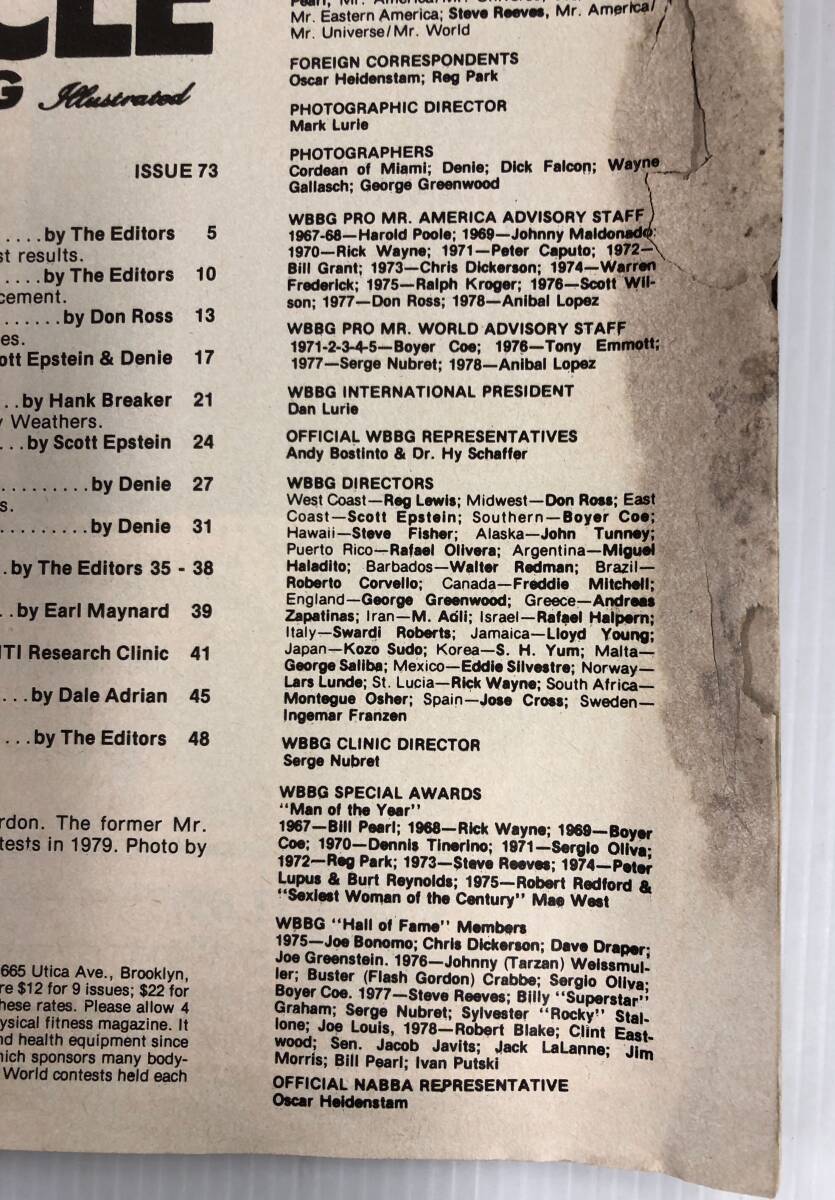 CLE
G Illustrated
ISSUE 73
....by The Editors 5
st results.
.....by The Editors 10
cement.
.......by Don Ross 13
es.
ott Epstein & Denie 17
..by Hank Breaker 21
y Weathers.
...by Scott Epstein 24
.........by Denie 27
s.
.........by Denie 31
.by The Editors 35 - 38
..by Earl Maynard 39
ITI Research Clinic 41
...by Dale Adrian 45
....by The Editors 48
rdon. The former Mr.
tests in 1979. Photo by
665 Utica Ave., Brooklyn,
re $12 for 9 issues; $22 for
hese rates. Please allow 4
ysical fitness magazine. It
nd health equipment since
hich sponsors many body-
World contests held each
Mr. Eastern America; Steve Reeves, Mr. America/
Mr. Universe/Mr. World
FOREIGN CORRESPONDENTS
Oscar Heidenstam; Reg Park
PHOTOGRAPHIC DIRECTOR
Mark Lurie
PHOTOGRAPHERS
Cordean of Miami; Denie; Dick Falcon; Wayne
Gallasch; George Greenwood
WBBG PRO MR. AMERICA ADVISORY STAFF
1967-68—Harold Poole; 1969—Johnny Maldonado;
1970—Rick Wayne; 1971—Peter Caputo; 1972—
Bill Grant; 1973—Chris Dickerson; 1974—Warren
Frederick; 1975—Ralph Kroger; 1976—Scott Wil-
son; 1977—Don Ross; 1978—Anibal Lopez
WBBG PRO MR. WORLD ADVISORY STAFF
1971-2-3-4-5—Boyer Coe; 1976—Tony Emmott;
1977—Serge Nubret; 1978—Anibal Lopez
WBBG INTERNATIONAL PRESIDENT
Dan Lurie
OFFICIAL WBBG REPRESENTATIVES
Andy Bostinto & Dr. Hy Schaffer
WBBG DIRECTORS
West Coast—Reg Lewis; Midwest—Don Ross; East
Coast—Scott Epstein; Southern—Boyer Coe;
Hawaii—Steve Fisher; Alaska—John Tunney;
Puerto Rico—Rafael Olivera; Argentina—Miguel
Haladito; Barbados—Walter Redman; Brazil—
Roberto Corvello; Canada—Freddie Mitchell;
England—George Greenwood; Greece—Andreas
Zapatinas; Iran—M. Adli; Israel—Rafael Halpern;
Italy—Swardi Roberts; Jamaica—Lloyd Young;
Japan—Kozo Sudo; Korea—S. H. Yum; Malta—
George Saliba; Mexico—Eddie Silvestre; Norway—
Lars Lunde; St. Lucia—Rick Wayne; South Africa—
Montegue Osher; Spain—Jose Cross; Sweden—
Ingemar Franzen
WBBG CLINIC DIRECTOR
Serge Nubret
WBBG SPECIAL AWARDS
"Man of the Year"
1967—Bill Pearl; 1968—Rick Wayne; 1969—Boyer
Coe; 1970—Dennis Tinerino; 1971—Sergio Oliva;
1972—Reg Park; 1973—Steve Reeves; 1974—Peter
Lupus & Burt Reynolds; 1975—Robert Redford &
"Sexiest Woman of the Century" Mae West
WBBG "Hall of Fame" Members
1975—Joe Bonomo; Chris Dickerson; Dave Draper;
Joe Greenstein. 1976—Johnny (Tarzan) Weissmul-
ler; Buster (Flash Gordon) Crabbe; Sergio Oliva;
Boyer Coe. 1977—Steve Reeves; Billy "Superstar"
Graham; Serge Nubret; Sylvester "Rocky" Stal-
lone; Joe Louis, 1978—Robert Blake; Clint East-
wood; Sen. Jacob Javits; Jack LaLanne; Jim
Morris; Bill Pearl; Ivan Putski
OFFICIAL NABBA REPRESENTATIVE
Oscar Heidenstam